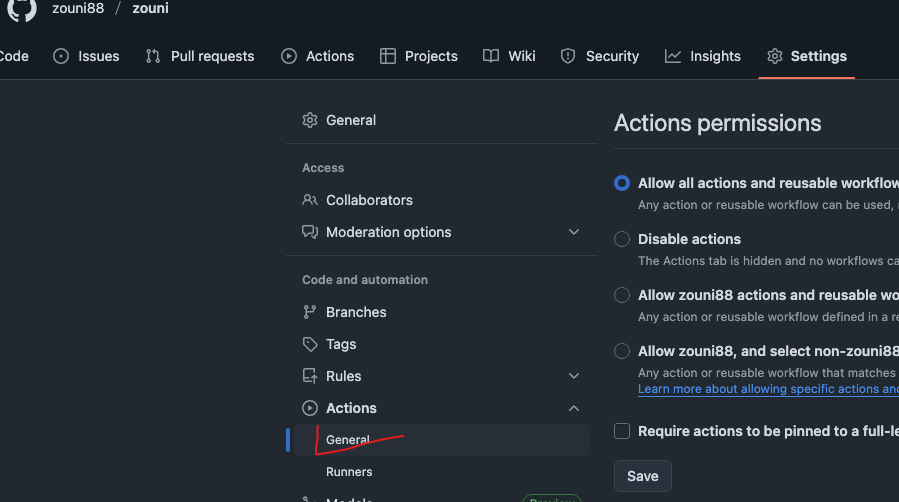 zouni88 / zouni
Code Issues Pull requests Actions Projects Wiki Security Insights Settings
General
Access
Collaborators
Moderation options
Code and automation
Branches
Tags
Rules
Actions
General
Runners
Models Preview
Actions permissions
Allow all actions and reusable workflow
Any action or reusable workflow can be used,
Disable actions
The Actions tab is hidden and no workflows ca
Allow zouni88 actions and reusable wo
Any action or reusable workflow defined in a re
Allow zouni88, and select non-zouni88
Any action or reusable workflow that matches
Learn more about allowing specific actions and
Require actions to be pinned to a full-le
Save